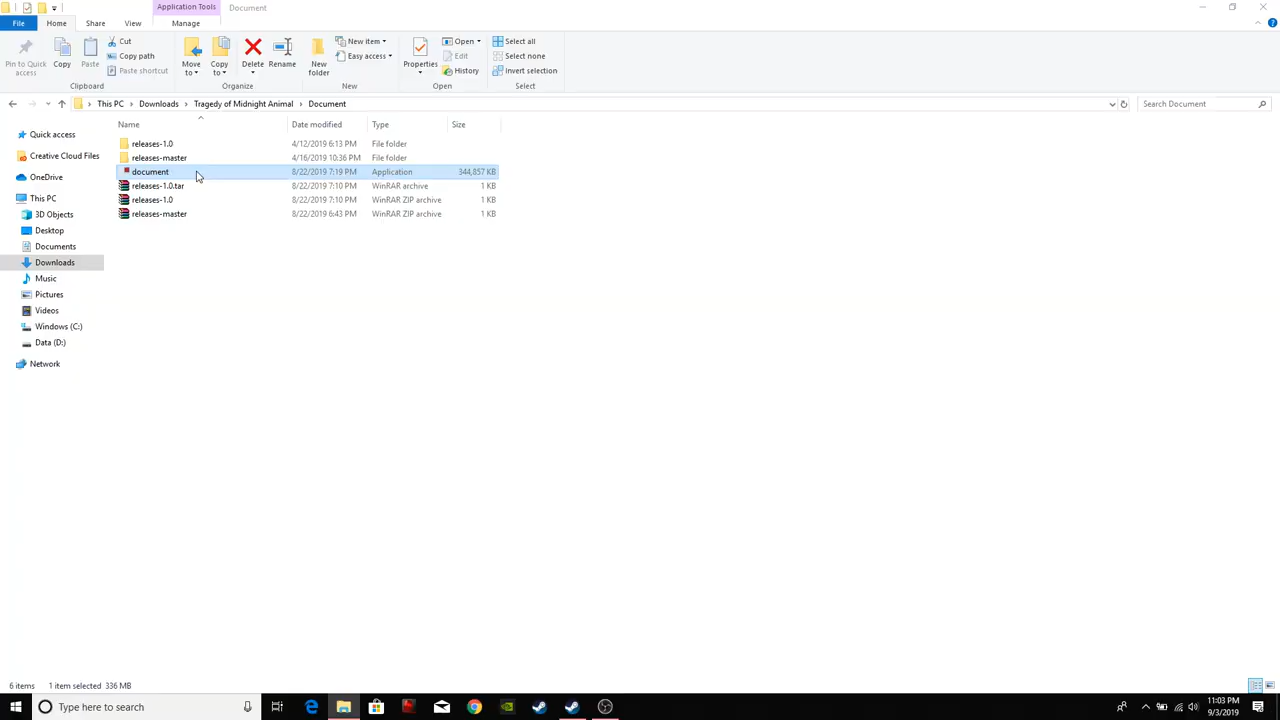 Application Tools Document
File Home Share View Manage
Pin to Quick access
Copy
Paste
Cut
Copy path
Paste shortcut
Clipboard
Move to
Copy to
Delete
Rename
Organize
New folder
New item
Easy access
New
Properties
Open
Edit
History
Open
Select all
Select none
Invert selection
Select
This PC Downloads Tragedy of Midnight Animal Document
Search Document
Name Date modified Type Size
releases-1.0 4/12/2019 6:13 PM File folder
releases-master 4/16/2019 10:36 PM File folder
document 8/22/2019 7:19 PM Application 344,857 KB
releases-1.0.tar 8/22/2019 7:10 PM WinRAR archive 1 KB
releases-1.0 8/22/2019 7:10 PM WinRAR ZIP archive 1 KB
releases-master 8/22/2019 6:43 PM WinRAR ZIP archive 1 KB
Quick access
Creative Cloud Files
OneDrive
This PC
3D Objects
Desktop
Documents
Downloads
Music
Pictures
Videos
Windows (C:)
Data (D:)
Network
6 items 1 item selected 336 MB
Type here to search
11:03 PM
9/3/2019